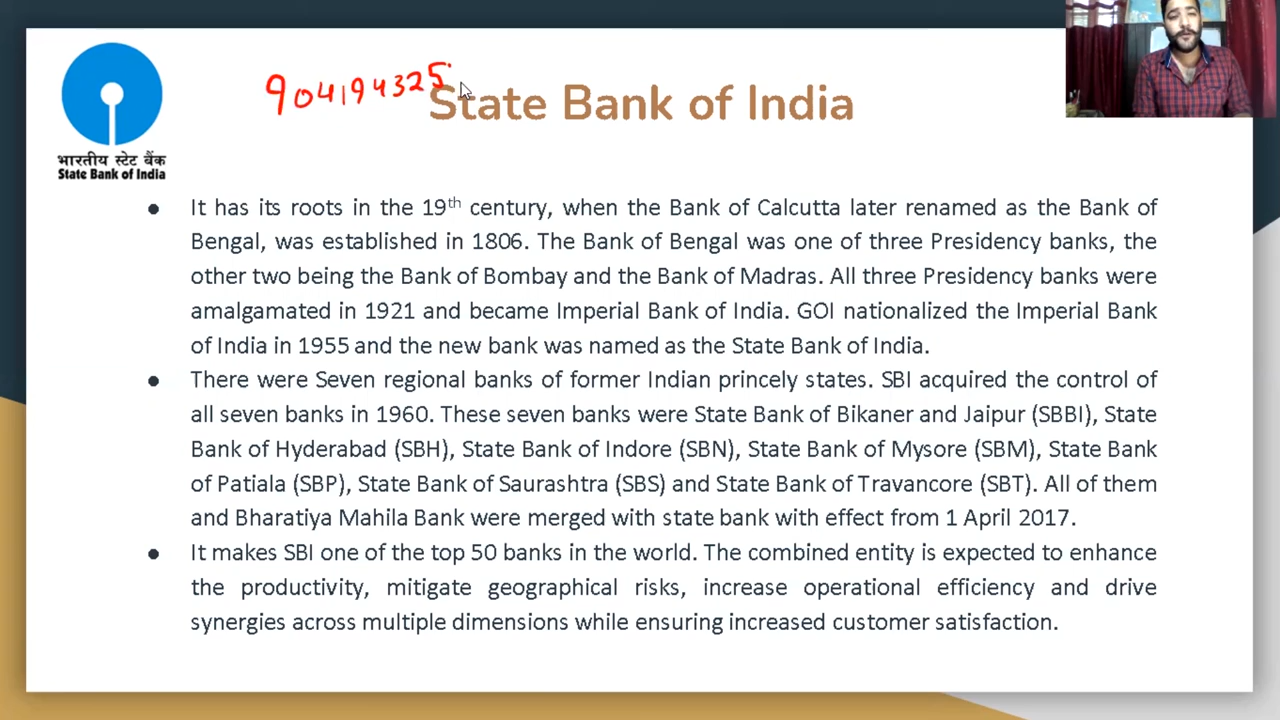 904194325
State Bank of India
भारतीय स्टेट बैंक
State Bank of India
● It has its roots in the 19th century, when the Bank of Calcutta later renamed as the Bank of
Bengal, was established in 1806. The Bank of Bengal was one of three Presidency banks, the
other two being the Bank of Bombay and the Bank of Madras. All three Presidency banks were
amalgamated in 1921 and became Imperial Bank of India. GOI nationalized the Imperial Bank
of India in 1955 and the new bank was named as the State Bank of India.
● There were Seven regional banks of former Indian princely states. SBI acquired the control of
all seven banks in 1960. These seven banks were State Bank of Bikaner and Jaipur (SBBI), State
Bank of Hyderabad (SBH), State Bank of Indore (SBN), State Bank of Mysore (SBM), State Bank
of Patiala (SBP), State Bank of Saurashtra (SBS) and State Bank of Travancore (SBT). All of them
and Bharatiya Mahila Bank were merged with state bank with effect from 1 April 2017.
● It makes SBI one of the top 50 banks in the world. The combined entity is expected to enhance
the productivity, mitigate geographical risks, increase operational efficiency and drive
synergies across multiple dimensions while ensuring increased customer satisfaction.